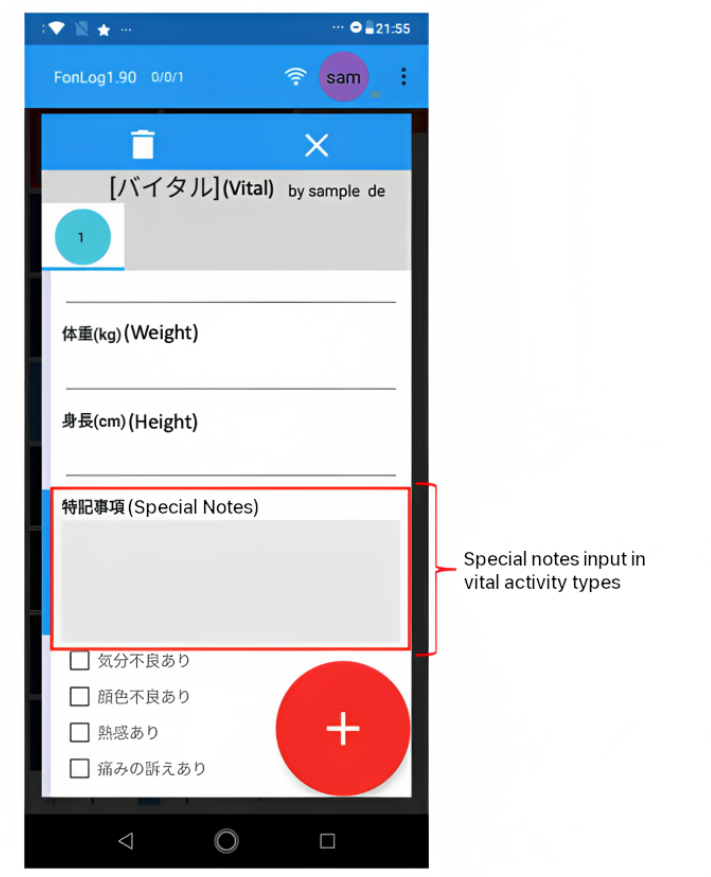 21:55
FonLog1.90 0/0/1
sam
[バイタル](Vital) by sample de
1
体重(kg)(Weight)
身長(cm)(Height)
特記事項(Special Notes)
Special notes input in
vital activity types
気分不良あり
顔色不良あり
熱感あり
痛みの訴えあり